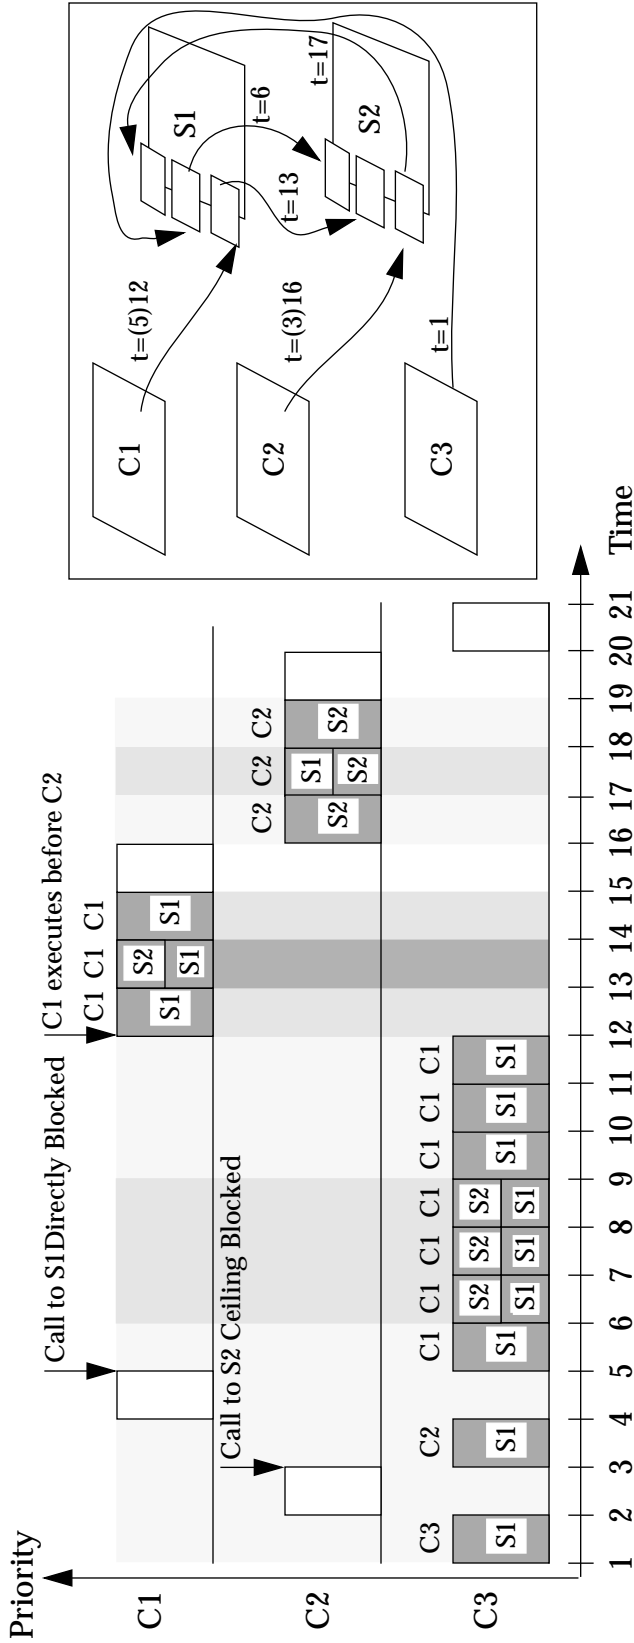 Priority
C1
C2
C3
Call to S1Directly Blocked
C1 executes before C2
C1 C1 C1
S1
S2
S1
S1
Call to S2 Ceiling Blocked
C2 C2 C2
S2
S1
S2
S2
C3
S1
C2
S1
C1 C1 C1 C1 C1 C1 C1
S1
S2
S1
S2
S1
S2
S1
S1
S1
S1
1 2 3 4 5 6 7 8 9 10 11 12 13 14 15 16 17 18 19 20 21
Time
C1
t=(5)12
S1
t=6
t=13
C2
t=(3)16
S2
t=17
C3
t=1